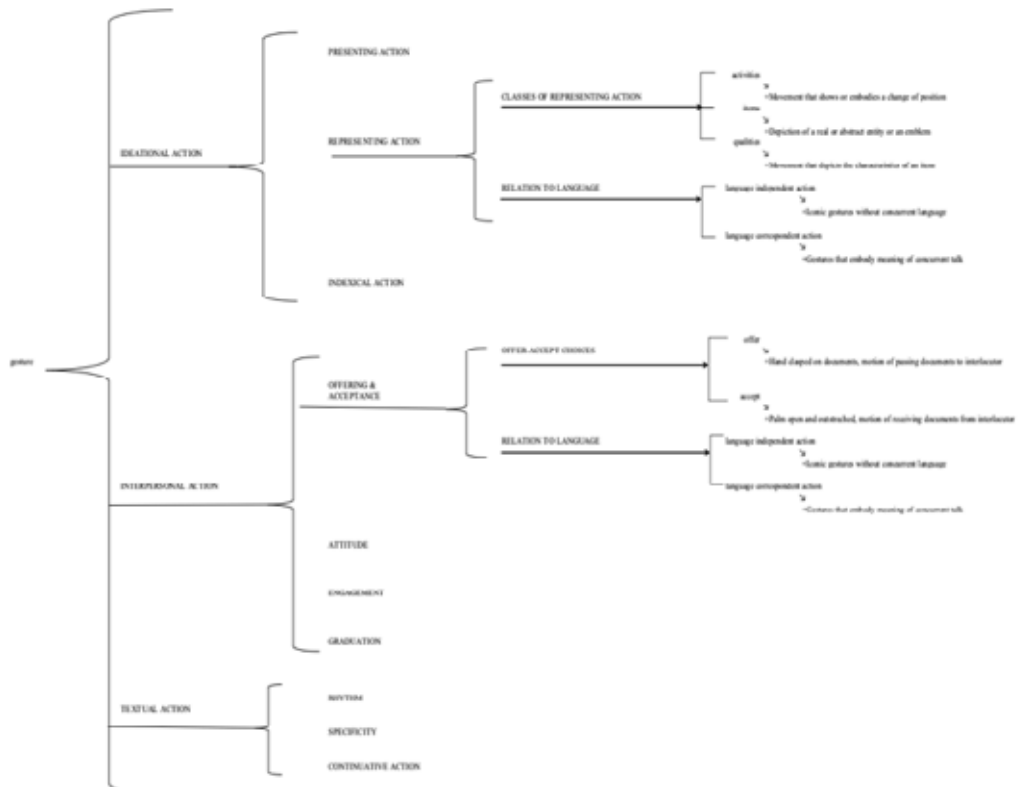 PRESENTING ACTION
activities
CLASSES OF REPRESENTING ACTION
•Movement that shows or embodies a change of position
items
REPRESENTING ACTION
•Depiction of a real or abstract entity or an emblem
qualities
IDEATIONAL ACTION
•Movement that depicts the characteristics of an item
RELATION TO LANGUAGE
language independent action
•Iconic gestures without concurrent language
language correspondent action
•Gestures that embody meaning of concurrent talk
INDEXICAL ACTION
offer
OFFER-ACCEPT CHOICES
gesture
•Hand clasped on documents, motion of passing documents to interlocutor
OFFERING &
ACCEPTANCE
accept
•Palm open and outstretched, motion of receiving documents from interlocutor
RELATION TO LANGUAGE
language independent action
•Iconic gestures without concurrent language
INTERPERSONAL ACTION
language correspondent action
•Gestures that embody meaning of concurrent talk
ATTITUDE
ENGAGEMENT
GRADUATION
RHYTHM
TEXTUAL ACTION
SPECIFICITY
CONTINUATIVE ACTION